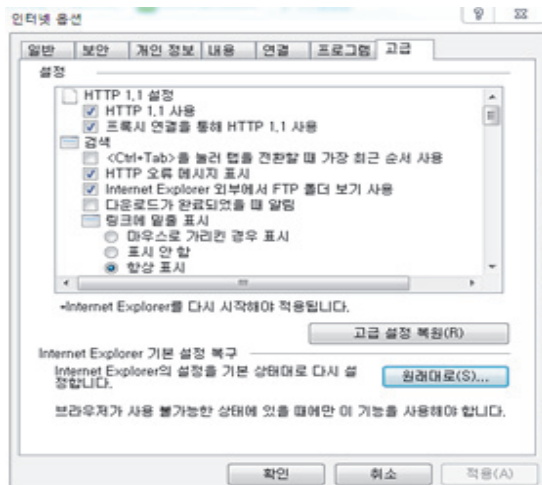 인터넷 옵션
일반 보안 개인 정보 내용 연결 프로그램 고급
설정
HTTP 1.1 설정
HTTP 1.1 사용
프록시 연결을 통해 HTTP 1.1 사용
검색
<Ctrl+Tab>을 눌러 탭을 전환할 때 가장 최근 순서 사용
HTTP 오류 메시지 표시
Internet Explorer 외부에서 FTP 폴더 보기 사용
다운로드가 완료되었을 때 알림
링크에 밑줄 표시
마우스로 가리킨 경우 표시
표시 안 함
항상 표시
*Internet Explorer를 다시 시작해야 적용됩니다.
고급 설정 복원(R)
Internet Explorer 기본 설정 복구
Internet Explorer의 설정을 기본 상태대로 다시 설
정합니다.
원래대로(S)...
브라우저가 사용 불가능한 상태에 있을 때에만 이 기능을 사용해야 합니다.
확인 취소 적용(A)